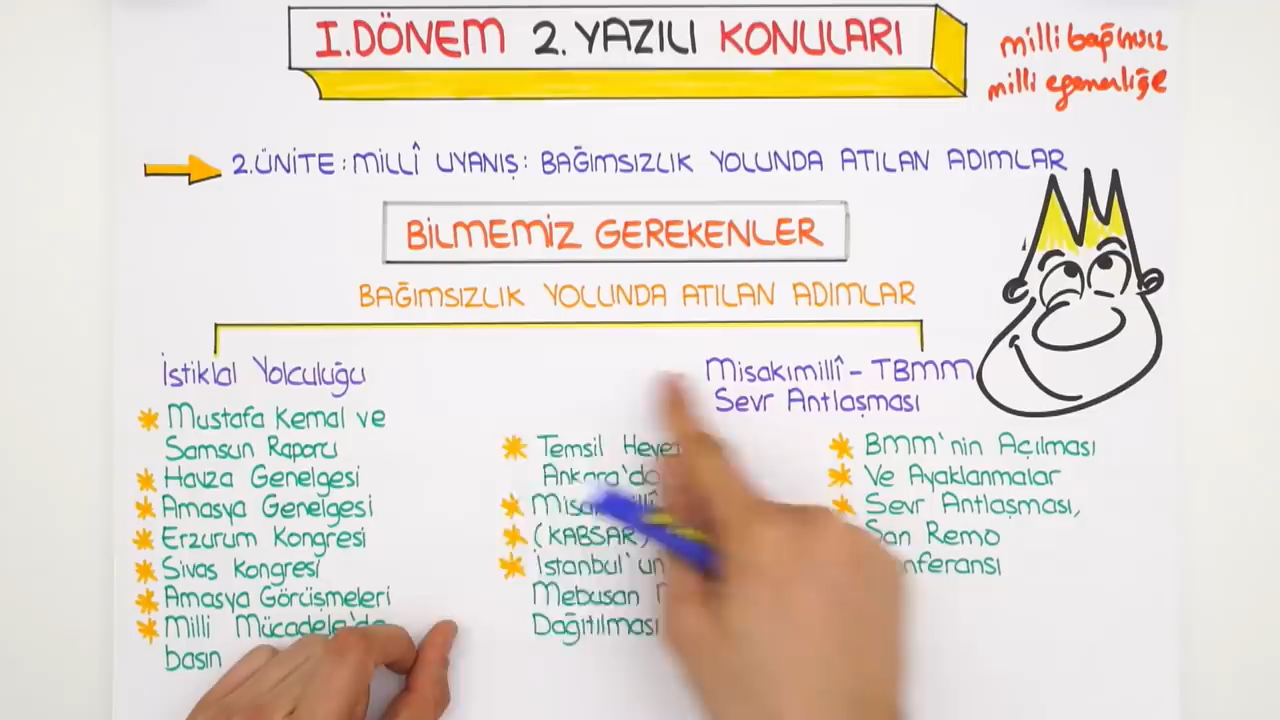 I. DÖNEM 2. YAZILI KONULARI
milli
milli
2. ÜNİTE: MİLLÎ UYANIŞ: BAĞIMSIZLIK YOLUNDA ATILAN ADIMLAR
BİLMEMİZ GEREKENLER
BAĞIMSIZLIK YOLUNDA ATILAN ADIMLAR
İstiklal Yolculuğu
Mustafa Kemal ve
Samsun Raporu
Havza Genelgesi
Amasya Genelgesi
Erzurum Kongresi
Sivas Kongresi
Amasya Görüşmeleri
Milli Mücadele'de
basın
Temsil
Ankara'da
(KABSAR)
İstanbul'un
Mebusan
Dağıtılması
Misakımillî - TBMM
Sevr Antlaşması
BMM'nin Açılması
Ve Ayaklanmalar
Sevr Antlaşması,
San Remo